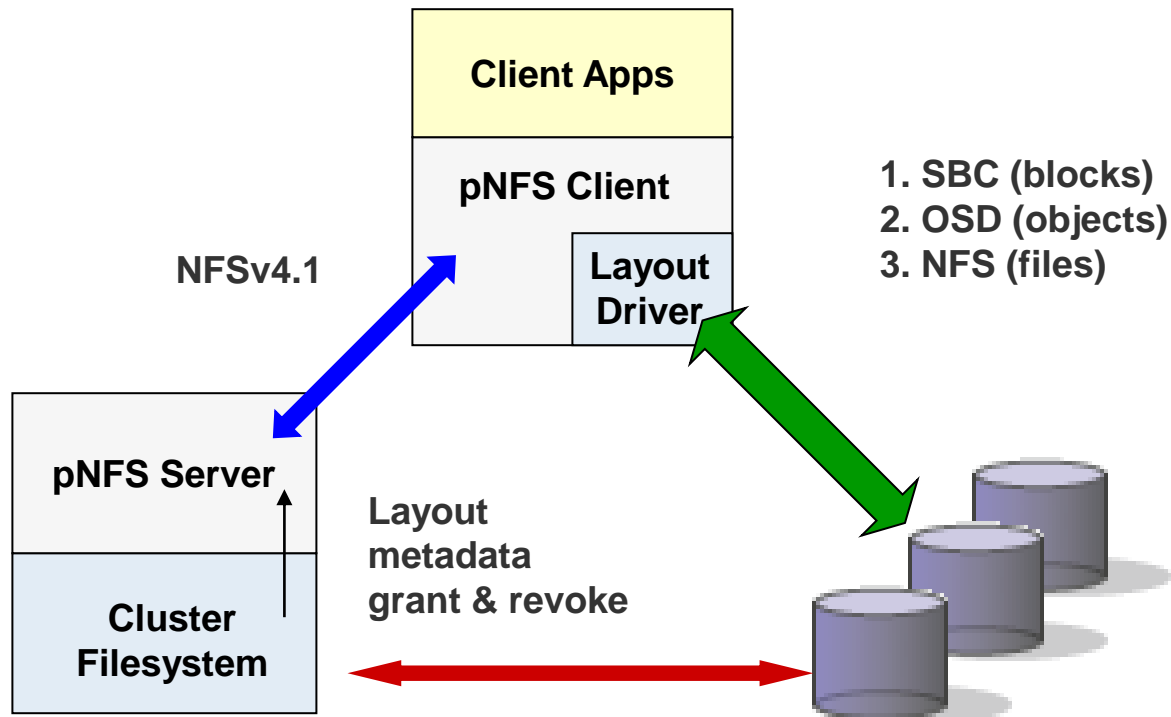 Client Apps
pNFS Client
1. SBC (blocks)
2. OSD (objects)
3. NFS (files)
NFSv4.1
Layout
Driver
pNFS Server
Layout
metadata
grant & revoke
Cluster
Filesystem